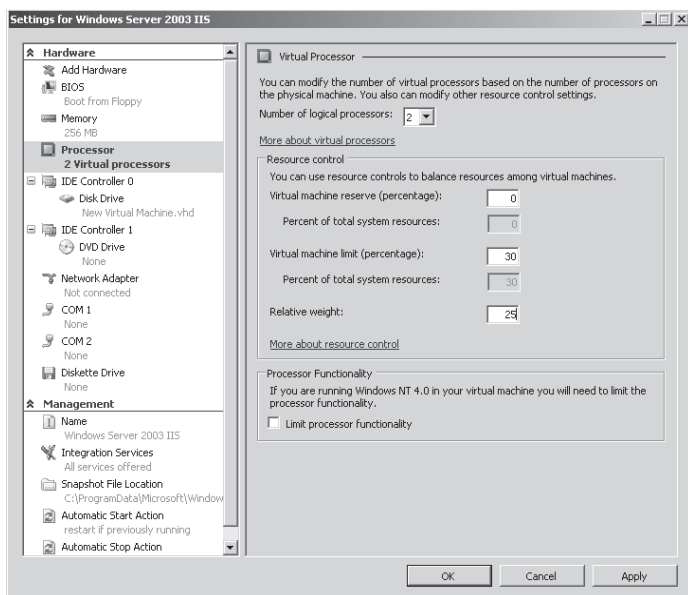 Settings for Windows Server 2003 IIS
Hardware
Add Hardware
BIOS
Boot from Floppy
Memory
256 MB
Processor
2 Virtual processors
IDE Controller 0
Disk Drive
New Virtual Machine.vhd
IDE Controller 1
DVD Drive
None
Network Adapter
Not connected
COM 1
None
COM 2
None
Diskette Drive
None
Management
Name
Windows Server 2003 IIS
Integration Services
All services offered
Snapshot File Location
C:\ProgramData\Microsoft\Window
Automatic Start Action
restart if previously running
Automatic Stop Action
Virtual Processor
You can modify the number of virtual processors based on the number of processors on
the physical machine. You also can modify other resource control settings.
Number of logical processors: 2
More about virtual processors
Resource control
You can use resource controls to balance resources among virtual machines.
Virtual machine reserve (percentage): 0
Percent of total system resources: 0
Virtual machine limit (percentage): 30
Percent of total system resources: 30
Relative weight: 25
More about resource control
Processor Functionality
If you are running Windows NT 4.0 in your virtual machine you will need to limit the
processor functionality.
Limit processor functionality
OK Cancel Apply